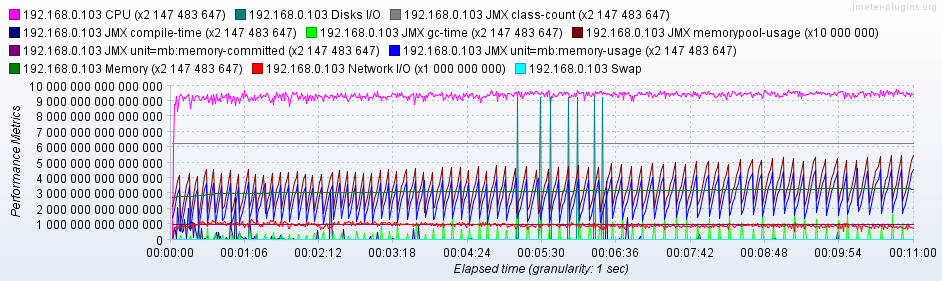 jmeter-plugins.org
192.168.0.103 CPU (x2 147 483 647) 192.168.0.103 Disks I/O 192.168.0.103 JMX class-count (x2 147 483 647)
192.168.0.103 JMX compile-time (x2 147 483 647) 192.168.0.103 JMX gc-time (x2 147 483 647) 192.168.0.103 JMX memorypool-usage (x10 000 000)
192.168.0.103 JMX unit=mb:memory-committed (x2 147 483 647) 192.168.0.103 JMX unit=mb:memory-usage (x2 147 483 647)
192.168.0.103 Memory (x2 147 483 647) 192.168.0.103 Network I/O (x1 000 000 000) 192.168.0.103 Swap
Performance Metrics
10 000 000 000 000 000
9 000 000 000 000 000
8 000 000 000 000 000
7 000 000 000 000 000
6 000 000 000 000 000
5 000 000 000 000 000
4 000 000 000 000 000
3 000 000 000 000 000
2 000 000 000 000 000
1 000 000 000 000 000
0
00:00:00 00:01:06 00:02:12 00:03:18 00:04:24 00:05:30 00:06:36 00:07:42 00:08:48 00:09:54 00:11:00
Elapsed time (granularity: 1 sec)